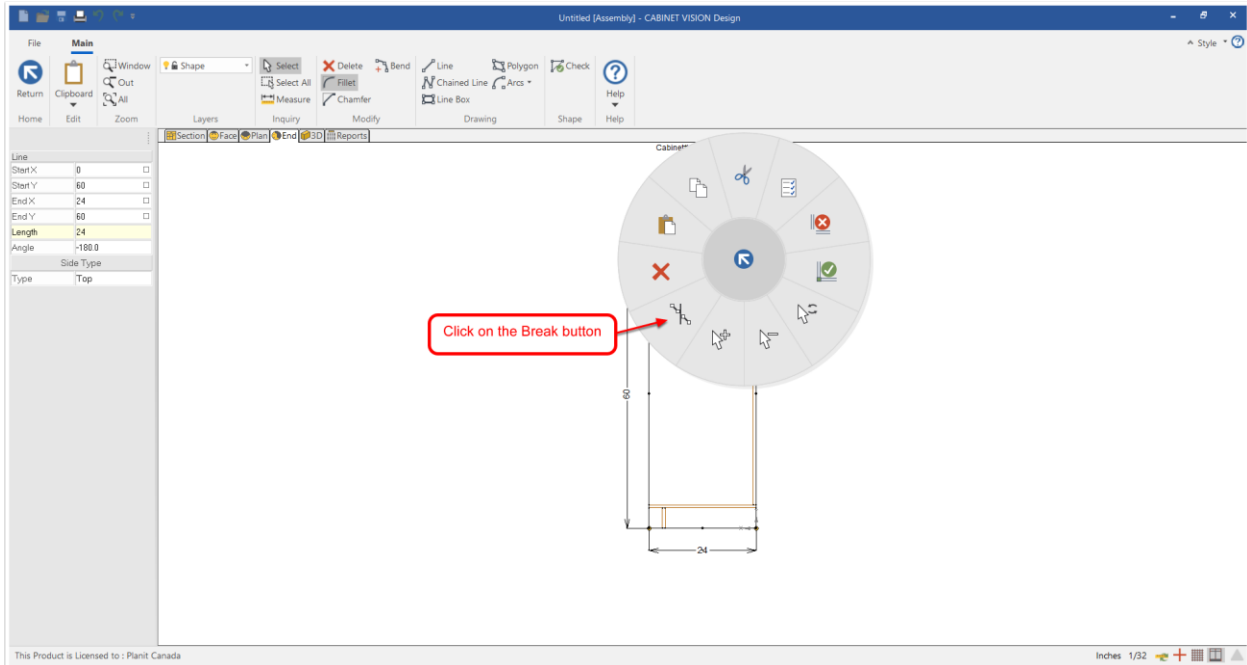 Untitled [Assembly] - CABINET VISION Design
File Main Style
Return Clipboard Window Out All Shape Select Select All Measure Delete Bend Fillet Chamfer Line Polygon Chained Line Arcs Line Box Check Help
Home Edit Zoom Layers Inquiry Modify Drawing Shape Help
Section Face Plan End 3D Reports
Line
Start X 0
Start Y 60
End X 24
End Y 60
Length 24
Angle -180.0
Side Type
Type Top
Click on the Break button
60
24
This Product is Licensed to : Planit Canada
Inches 1/32